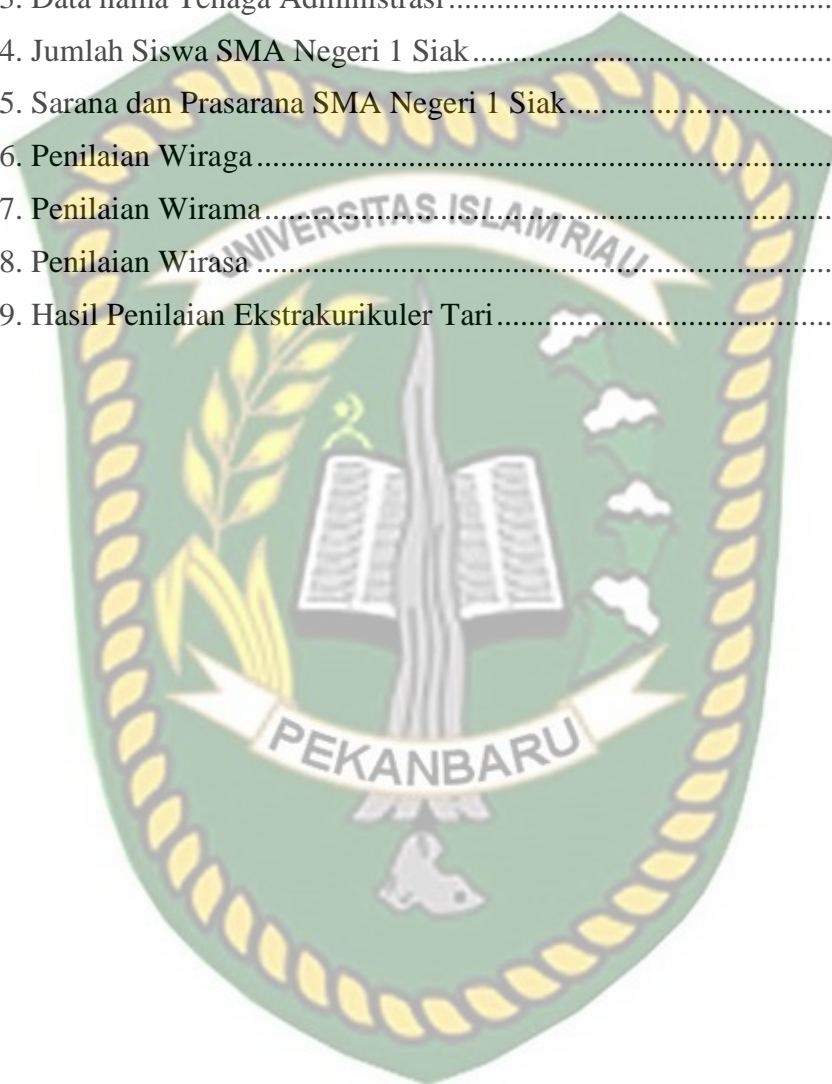 3. Data nama Tenaga Administrasi
4. Jumlah Siswa SMA Negeri 1 Siak
5. Sarana dan Prasarana SMA Negeri 1 Siak
6. Penilaian Wiraga
7. Penilaian Wirama
UNIVERSITAS ISLAM RIAU
8. Penilaian Wirasa
9. Hasil Penilaian Ekstrakurikuler Tari
PEKANBARU